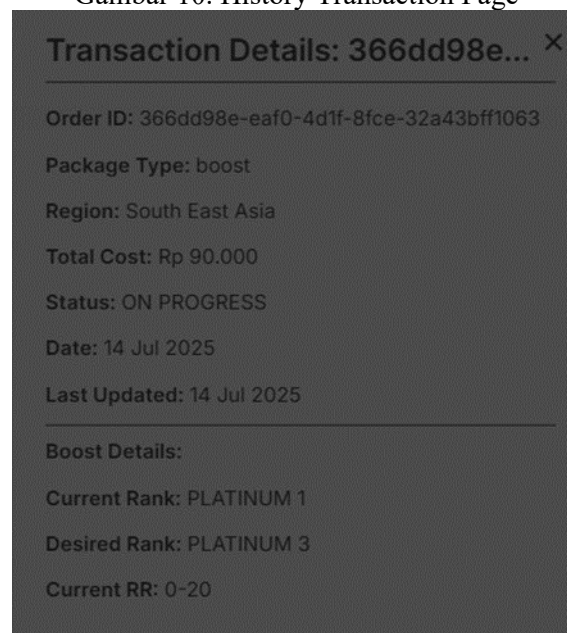 Gambar 10. History Transaction Page
Transaction Details: 366dd98e... ×
Order ID: 366dd98e-eaf0-4d1f-8fce-32a43bff1063
Package Type: boost
Region: South East Asia
Total Cost: Rp 90.000
Status: ON PROGRESS
Date: 14 Jul 2025
Last Updated: 14 Jul 2025
Boost Details:
Current Rank: PLATINUM 1
Desired Rank: PLATINUM 3
Current RR: 0-20